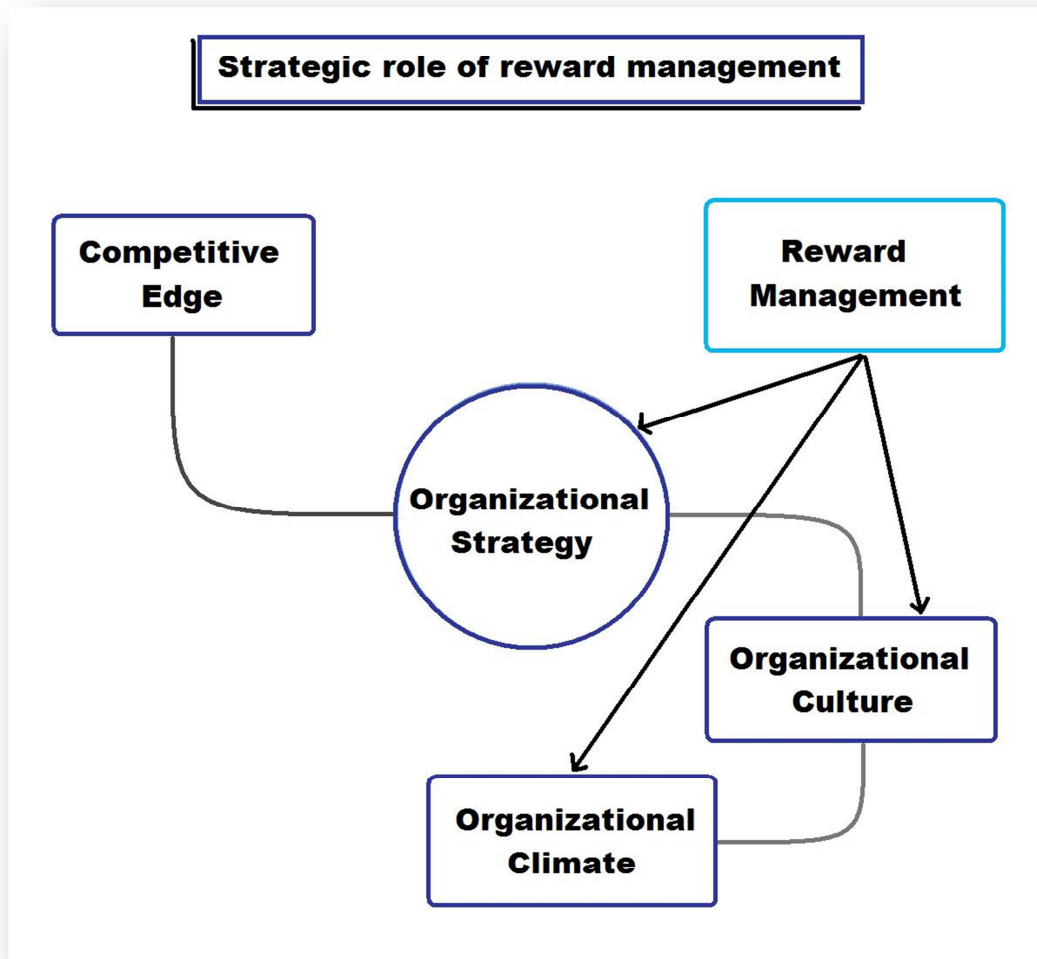 Strategic role of reward management
Competitive
Edge
Reward
Management
Organizational
Strategy
Organizational
Culture
Organizational
Climate